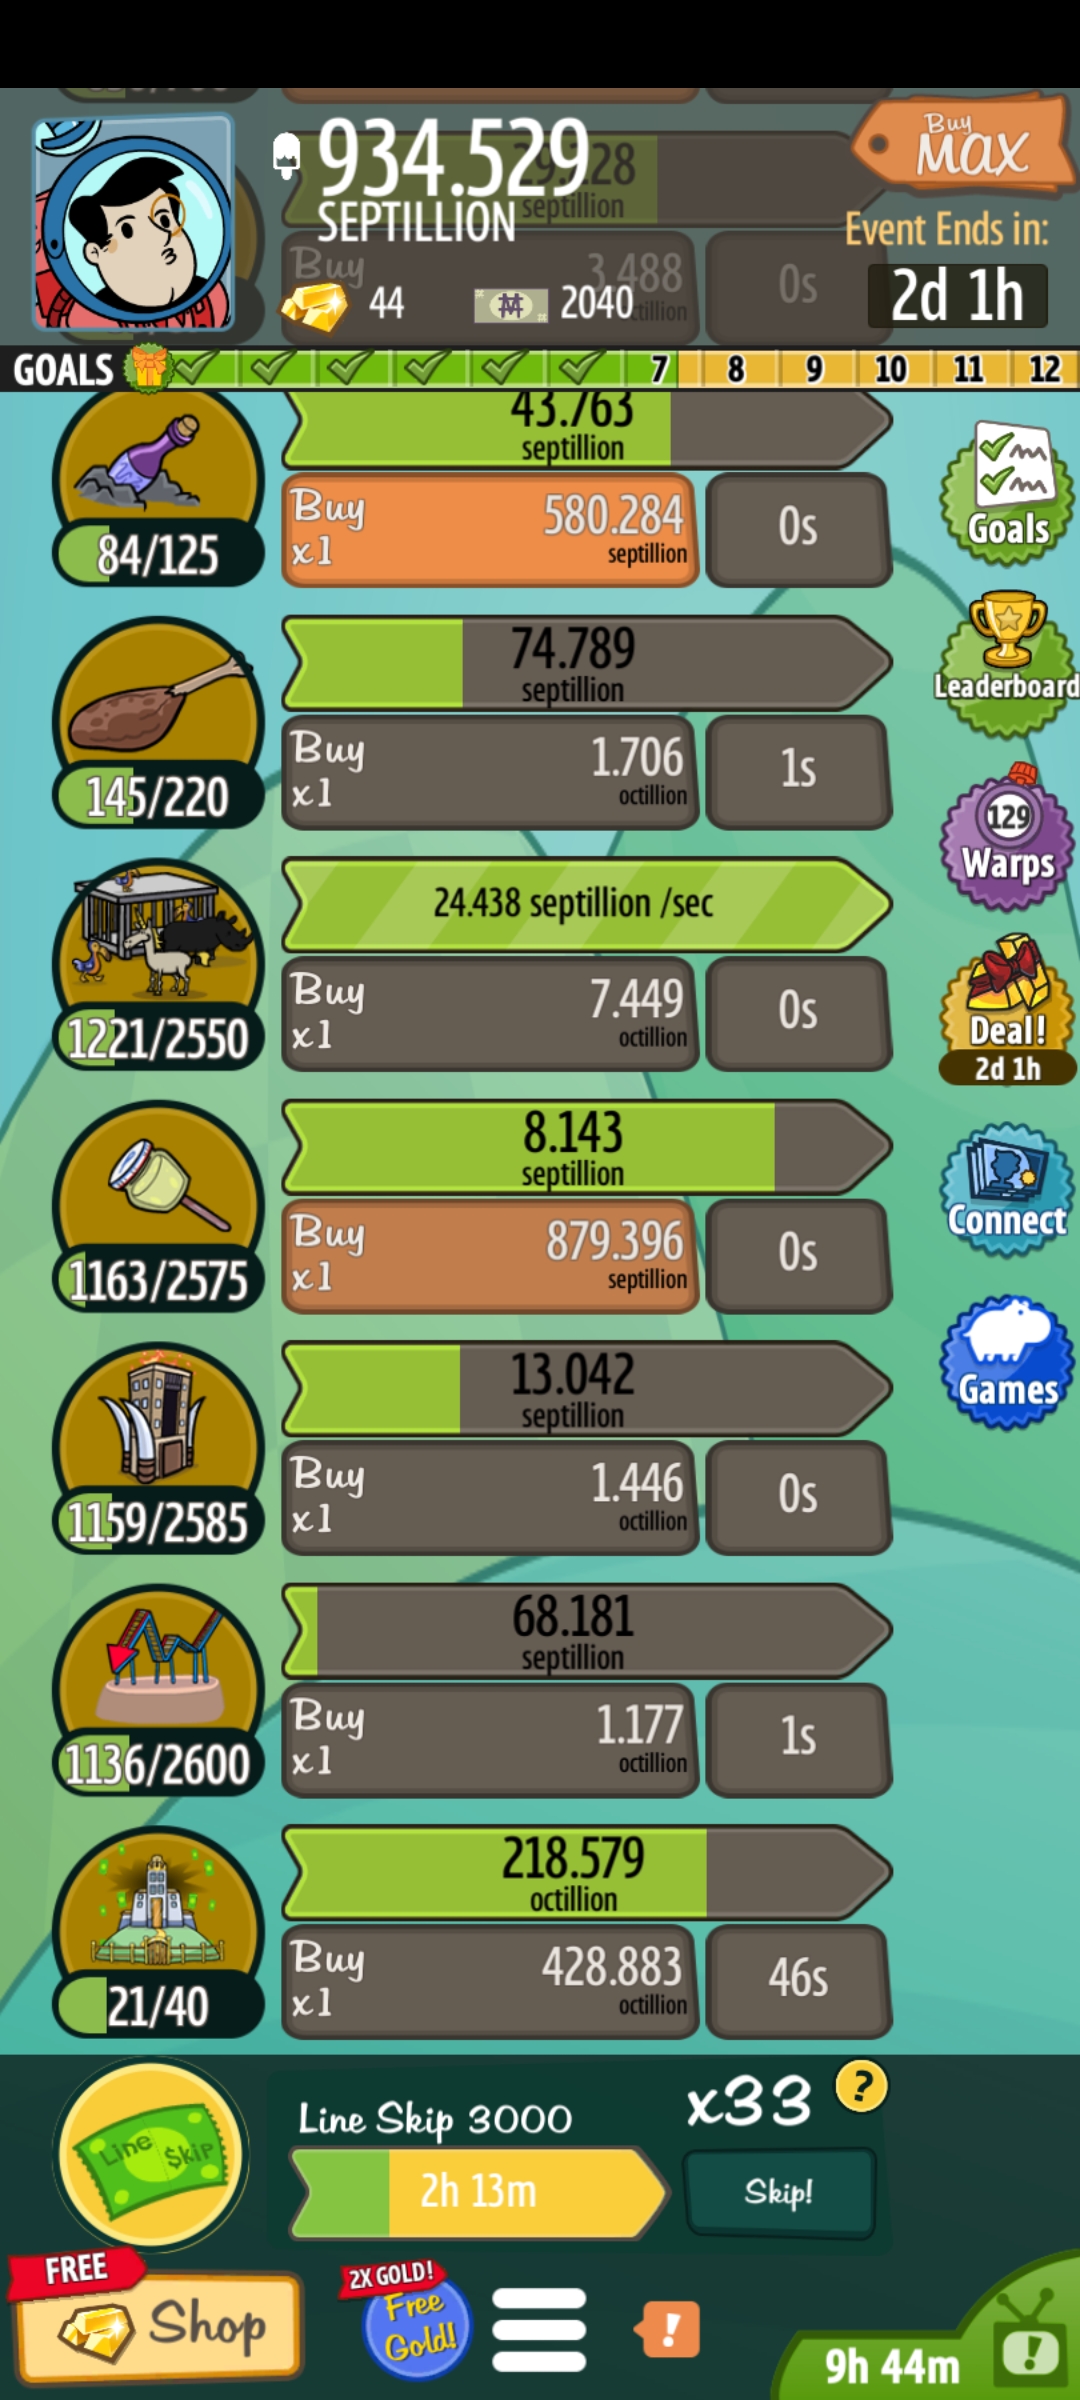 934.529
SEPTILLION
29.128
septillion
Buy
3.488
0s
44
2040
Buy
MAX
Event Ends in:
2d 1h
GOALS
7
8
9
10
11
12
43.763
septillion
Buy
x1
580.284
septillion
0s
84/125
Goals
74.789
septillion
Buy
x1
1.706
octillion
1s
145/220
Leaderboard
24.438 septillion /sec
Buy
x1
7.449
octillion
0s
1221/2550
129
Warps
Deal!
2d 1h
8.143
septillion
Buy
x1
879.396
septillion
0s
1163/2575
Connect
13.042
septillion
Buy
x1
1.446
octillion
0s
1159/2585
Games
68.181
septillion
Buy
x1
1.177
octillion
1s
1136/2600
218.579
octillion
Buy
x1
428.883
octillion
46s
21/40
Line $kip
Line Skip 3000
x33
?
2h 13m
Skip!
FREE
Shop
2X GOLD!
Free
Gold!
!
9h 44m
!